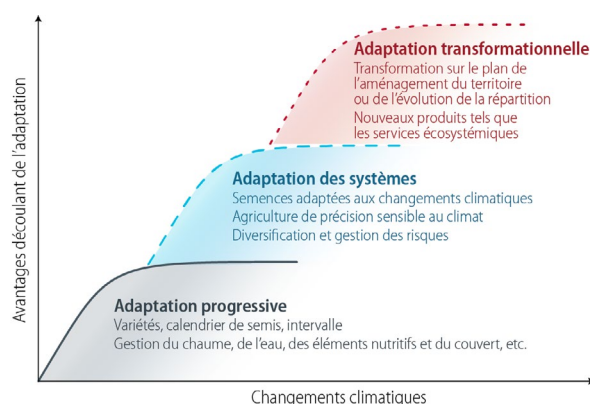 Avantages découlant de l'adaptation
Adaptation transformationnelle
Transformation sur le plan de
l'aménagement du territoire
ou de l'évolution de la répartition
Nouveaux produits tels que
les services écosystémiques
Adaptation des systèmes
Semences adaptées aux changements climatiques
Agriculture de précision sensible au climat
Diversification et gestion des risques
Adaptation progressive
Variétés, calendrier de semis, intervalle
Gestion du chaume, de l'eau, des éléments nutritifs et du couvert, etc.
Changements climatiques